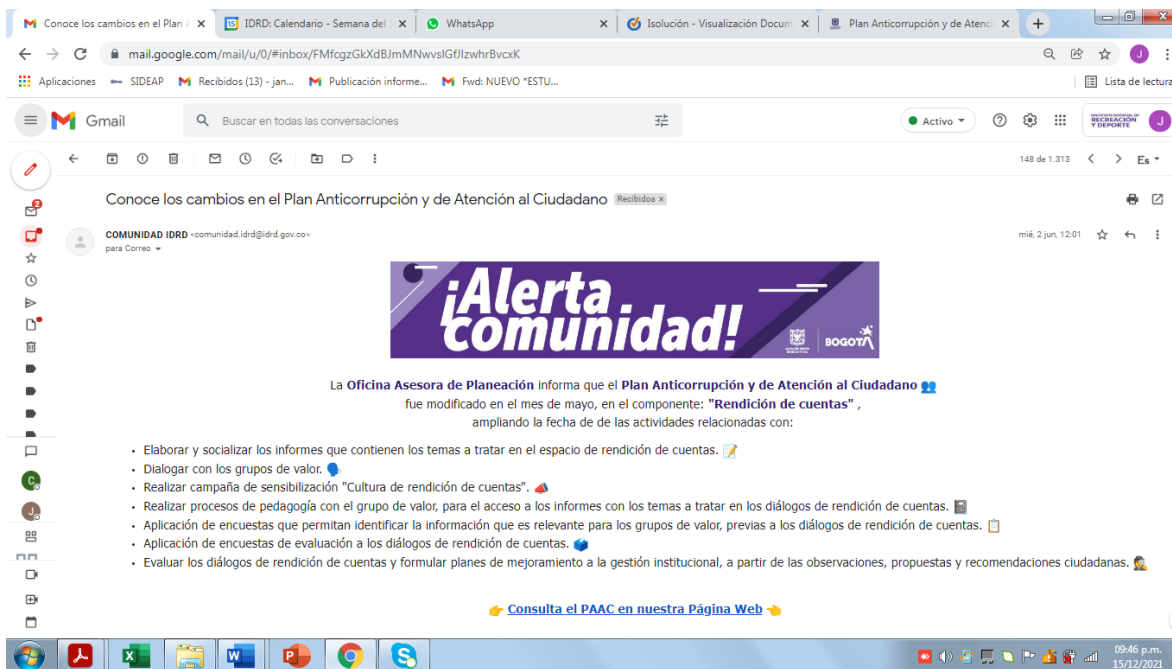 Conoce los cambios en el Plan A
IDRD: Calendario - Semana del
WhatsApp
Isolución - Visualización Docum
Plan Anticorrupción y de Atenci
mail.google.com/mail/u/0/#inbox/FMfcgzGkXdBJmMNwvsIGfJlzwhrBvcxK
J
Aplicaciones
SIDEAP
Recibidos (13) - jan...
Publicación informe...
Fwd: NUEVO *ESTU...
Lista de lectura
Gmail
Buscar en todas las conversaciones
Activo
RECREACIÓN
Y DEPORTE
J
148 de 1.313
Es
Conoce los cambios en el Plan Anticorrupción y de Atención al Ciudadano
Recibidos x
2
COMUNIDAD IDRD <comunidad.idrd@idrd.gov.co>
mié, 2 jun, 12:01
para Correo
¡Alerta
comunidad!
BOGOTÁ
La Oficina Asesora de Planeación informa que el Plan Anticorrupción y de Atención al Ciudadano 👥
fue modificado en el mes de mayo, en el componente: "Rendición de cuentas" ,
ampliando la fecha de de las actividades relacionadas con:
• Elaborar y socializar los informes que contienen los temas a tratar en el espacio de rendición de cuentas. 📝
• Dialogar con los grupos de valor. 🗣
• Realizar campaña de sensibilización "Cultura de rendición de cuentas". 📣
• Realizar procesos de pedagogía con el grupo de valor, para el acceso a los informes con los temas a tratar en los diálogos de rendición de cuentas. 📓
• Aplicación de encuestas que permitan identificar la información que es relevante para los grupos de valor, previas a los diálogos de rendición de cuentas. 📋
• Aplicación de encuestas de evaluación a los diálogos de rendición de cuentas. 🗳
• Evaluar los diálogos de rendición de cuentas y formular planes de mejoramiento a la gestión institucional, a partir de las observaciones, propuestas y recomendaciones ciudadanas. 🕵
👉 Consulta el PAAC en nuestra Página Web 👈
C
J
09:46 p.m.
15/12/2021